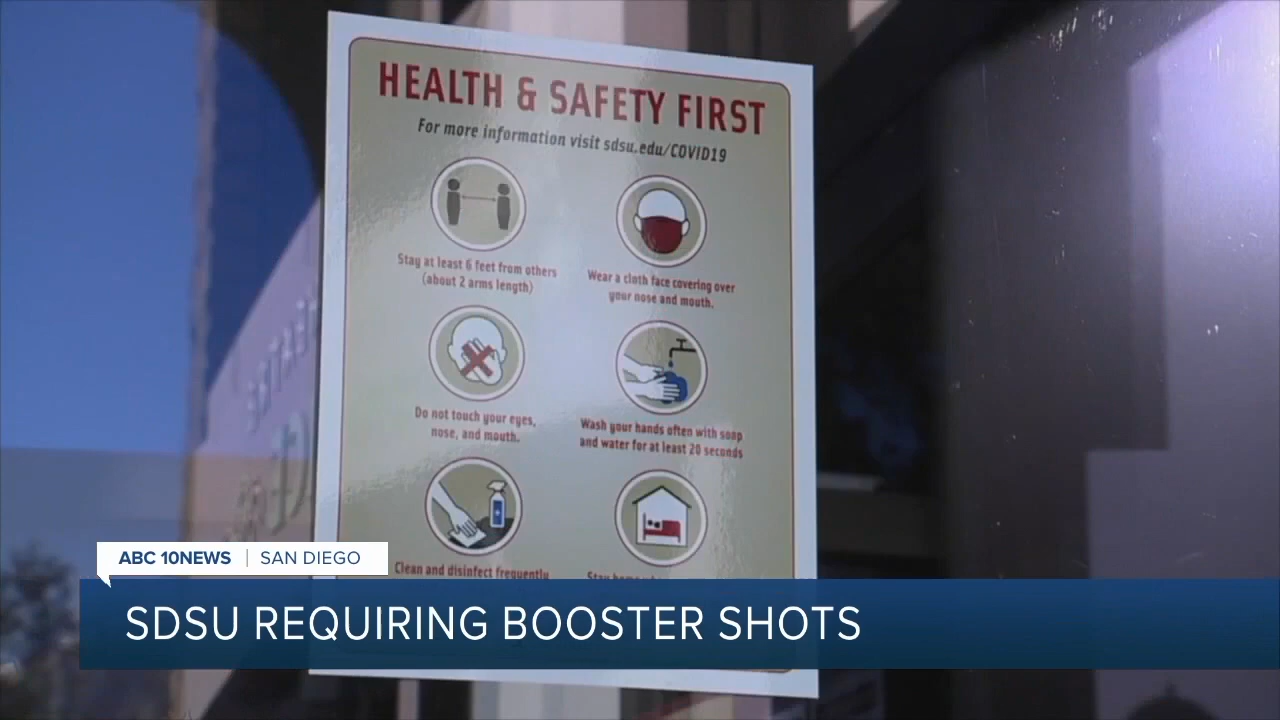 HEALTH & SAFETY FIRST
For more information visit sdsu.edu/COVID19
Stay at least 6 feet from others
(about 2 arms length)
Wear a cloth face covering over
your nose and mouth.
Do not touch your eyes,
nose, and mouth.
Wash your hands often with soap
and water for at least 20 seconds
Clean and disinfect frequently
Stay home
ABC 10NEWS | SAN DIEGO
SDSU REQUIRING BOOSTER SHOTS